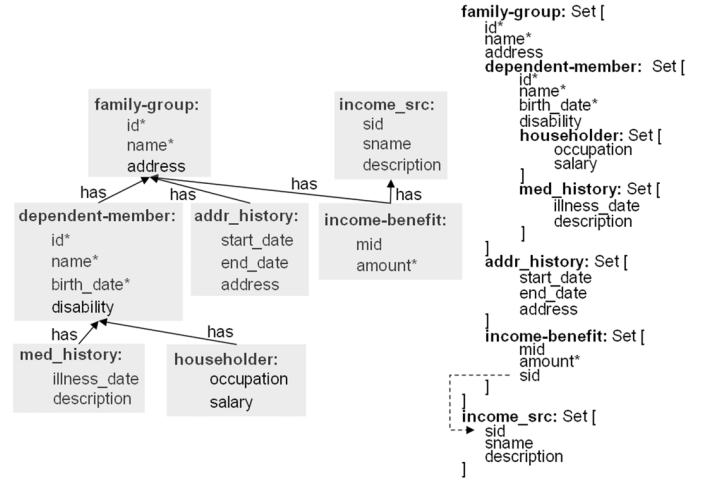 family-group:
id*
name*
address
income_src:
sid
sname
description
has
has
has
has
dependent-member:
id*
name*
birth_date*
disability
addr_history:
start_date
end_date
address
income-benefit:
mid
amount*
has
has
med_history:
illness_date
description
householder:
occupation
salary
family-group: Set [
id*
name*
address
dependent-member: Set [
id*
name*
birth_date*
disability
householder: Set [
occupation
salary
]
med_history: Set [
illness_date
description
]
]
addr_history: Set [
start_date
end_date
address
]
income-benefit: Set [
mid
amount*
sid
]
]
income_src: Set [
sid
sname
description
]